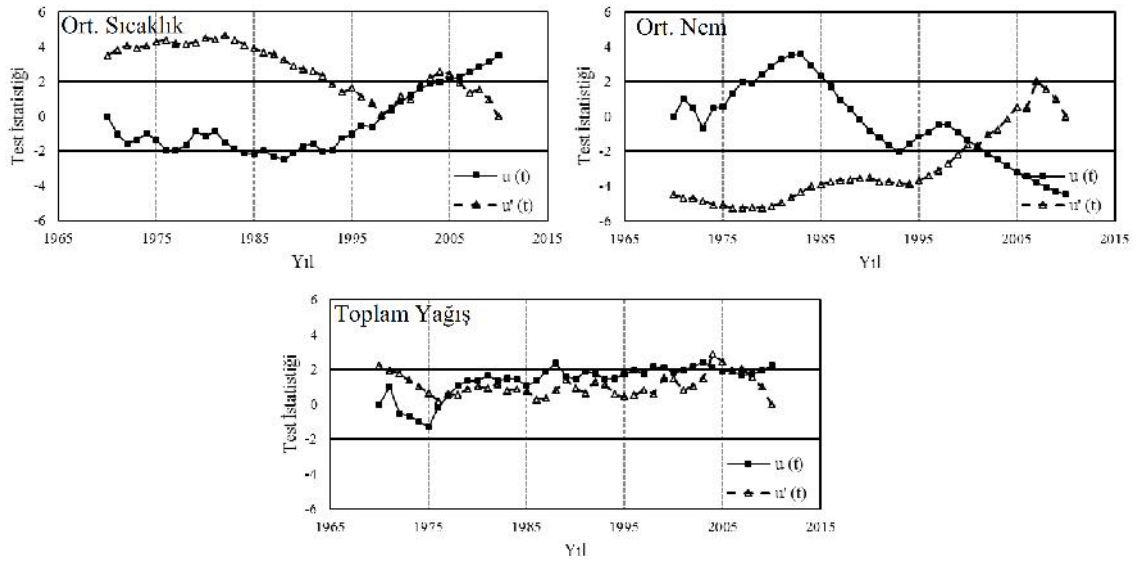 Ort. Sıcaklık
6
4
2
0
-2
-4
-6
Test İstatistiği
u (t)
u' (t)
1965 1975 1985 1995 2005 2015
Yıl
Ort. Nem
6
4
2
0
-2
-4
-6
Test İstatistiği
u (t)
u' (t)
1965 1975 1985 1995 2005 2015
Yıl
Toplam Yağış
6
4
2
0
-2
-4
-6
Test İstatistiği
u (t)
u' (t)
1965 1975 1985 1995 2005 2015
Yıl